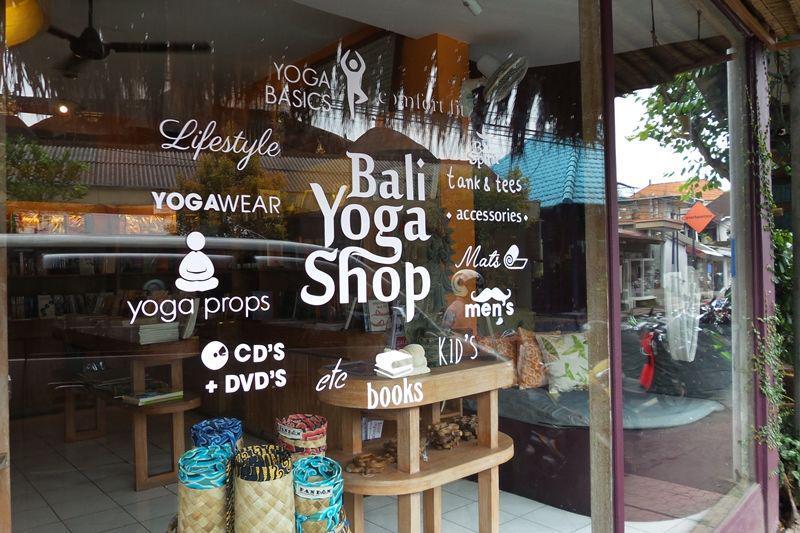 YOGA
BASICS
Comfort
Lifestyle
YOGAWEAR
Bali
Yoga
Shop
tank & tees
• accessories •
Mats
men's
yoga props
CD'S
+ DVD'S
etc
books
KID'S